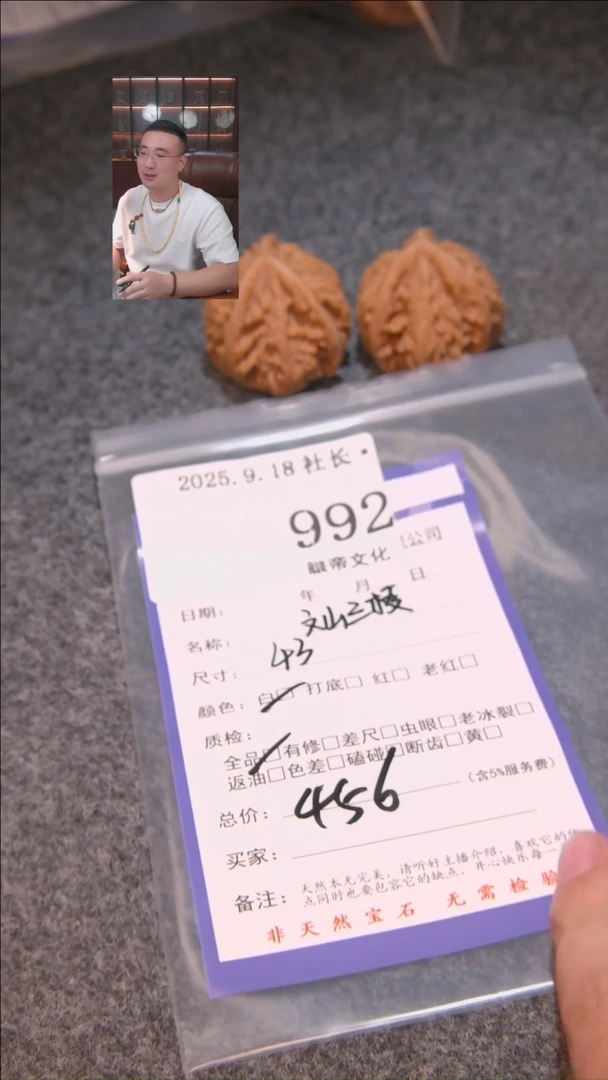 2025.9.18 社长
992
帝文化
公司
日期: 年 月 日
名称: 刘三棱
尺寸: 43
颜色: 白□ 打底□ 红□ 老红□
质检:
全品□有修□差尺□虫眼□老冰裂□
返油□色差□磕碰□断齿□黄□
总价: 456 (含5%服务费)
买家:
备注: 天然本无完美, 请听好主播介绍, 喜欢它的
点同时也要包容它的缺点, 开心快乐每一
非天然宝石 无需检验